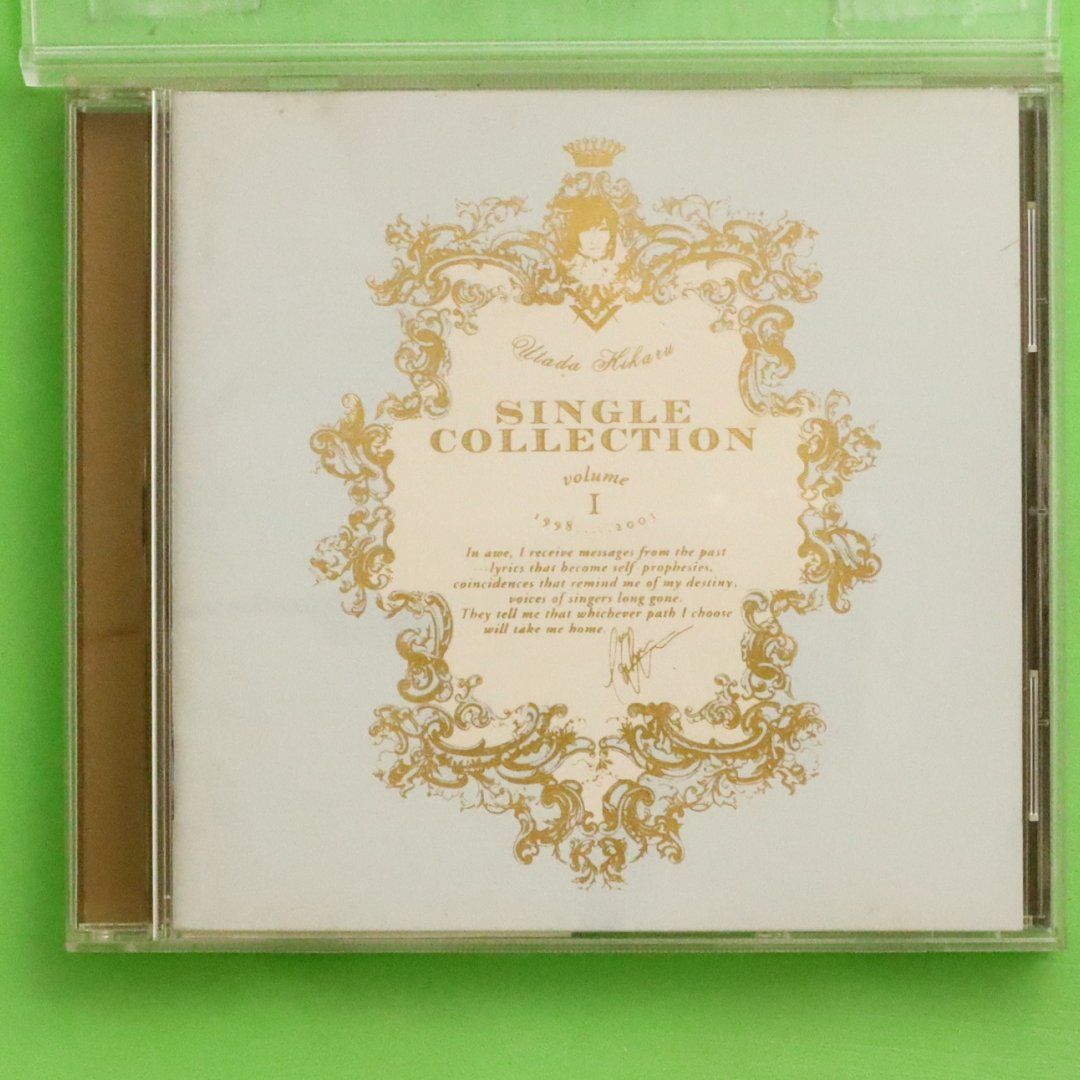 Utada Hikaru
SINGLE
COLLECTION
volume
I
1998 .... 2001
In awe, I receive messages from the past
...lyrics that become self prophesies,
coincidences that remind me of my destiny,
voices of singers long gone.
They tell me that whichever path I choose
will take me home.